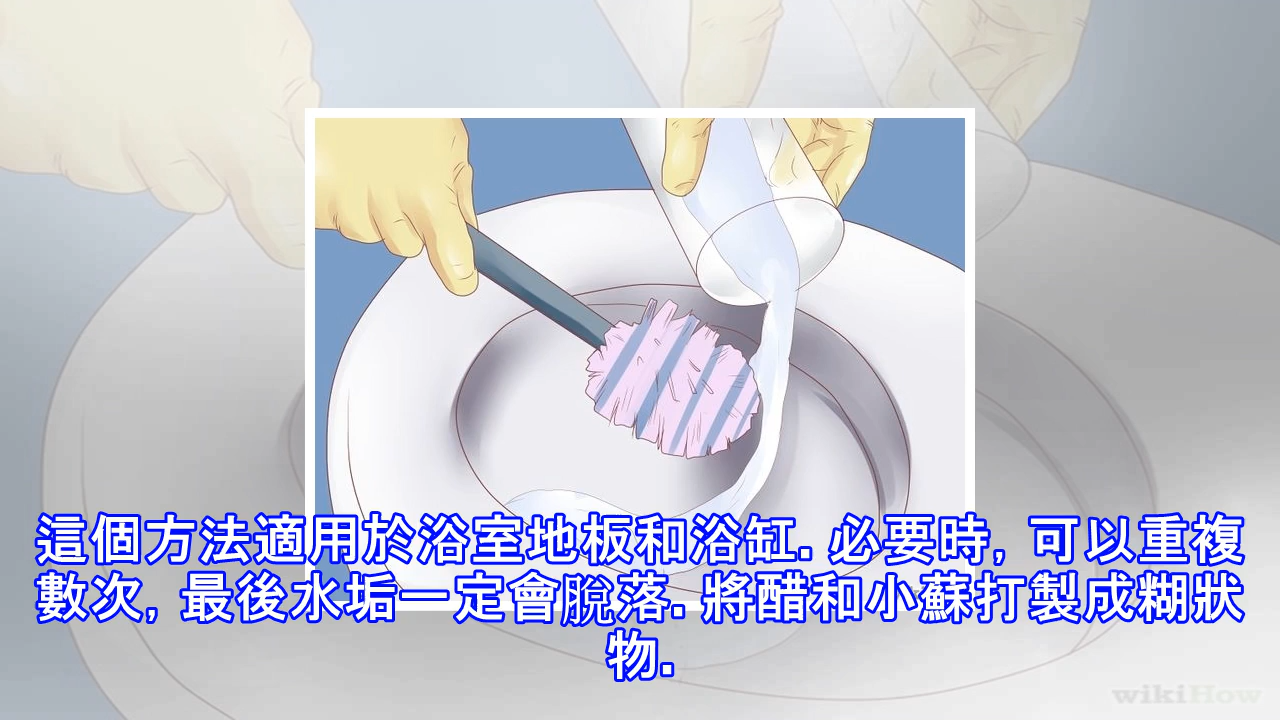 這個方法適用於浴室地板和浴缸. 必要時, 可以重複
數次, 最後水垢一定會脫落. 將醋和小蘇打製成糊狀
物.
wikiHow